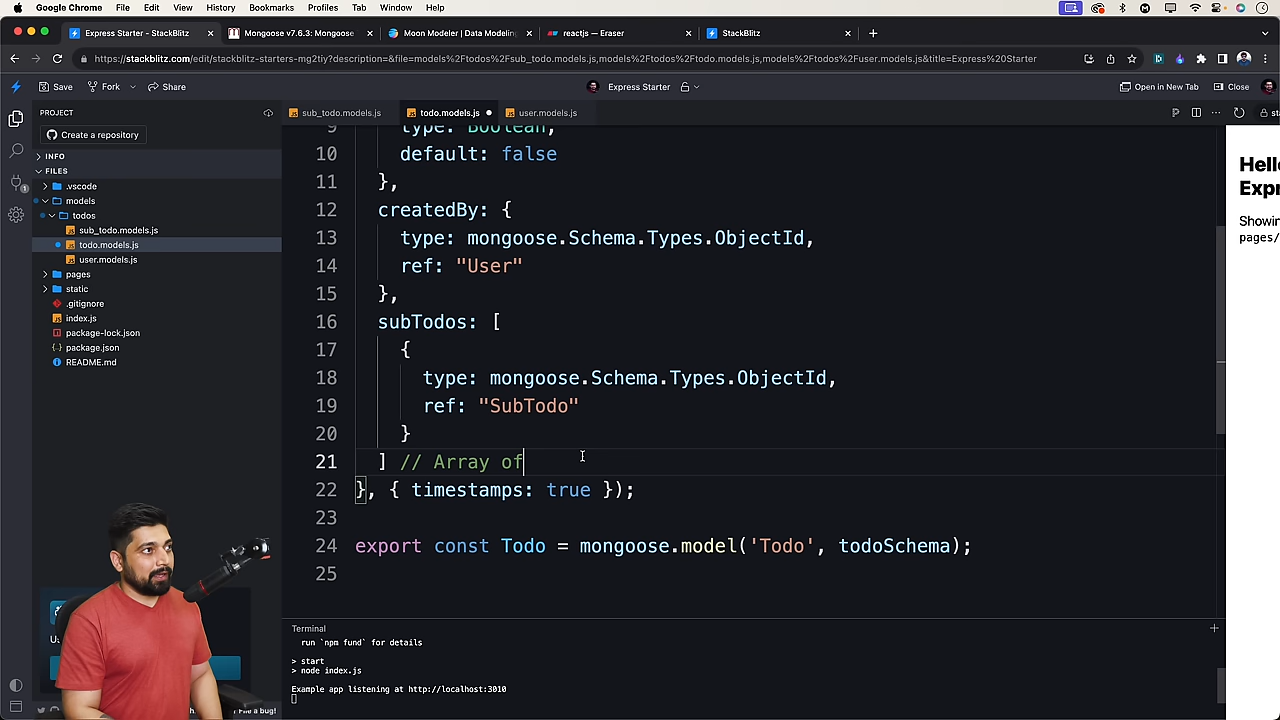 Google Chrome File Edit View History Bookmarks Profiles Tab Window Help
Express Starter - StackBlitz Mongoose v7.6.3: Mongoose Moon Modeler | Data Modeling reactjs — Eraser StackBlitz
https://stackblitz.com/edit/stackblitz-starters-mg2tiy?description=&file=models%2Ftodos%2Fsub_todo.models.js,models%2Ftodos%2Ftodo.models.js,models%2Ftodos%2Fuser.models.js&title=Express%20Starter
Save Fork Share Express Starter Open in New Tab Close
PROJECT
Create a repository
INFO
FILES
.vscode
models
todos
sub_todo.models.js
todo.models.js
user.models.js
pages
static
.gitignore
index.js
package-lock.json
package.json
README.md
sub_todo.models.js todo.models.js user.models.js
9 type: Boolean,
10 default: false
11 },
12 createdBy: {
13 type: mongoose.Schema.Types.ObjectId,
14 ref: "User"
15 },
16 subTodos: [
17 {
18 type: mongoose.Schema.Types.ObjectId,
19 ref: "SubTodo"
20 }
21 ] // Array of
22 }, { timestamps: true });
23
24 export const Todo = mongoose.model('Todo', todoSchema);
25
Hell
Expr
Showin
pages/
Terminal
run `npm fund` for details
> start
> node index.js
Example app listening at http://localhost:3010
File a bug!